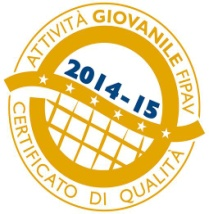 ATTIVITÀ GIOVANILE FIPAV
2014-15
CERTIFICATO DI QUALITÀ